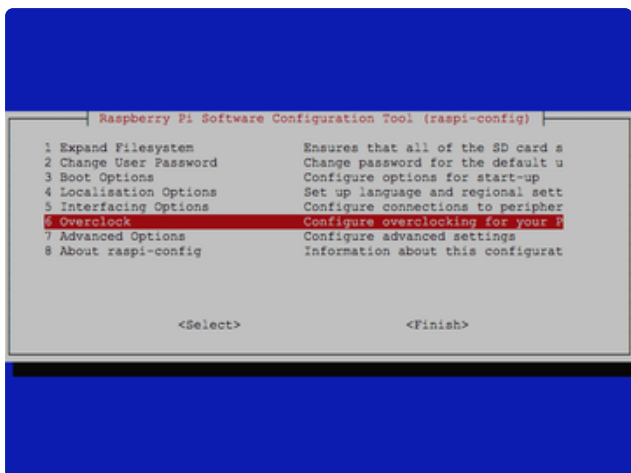 Raspberry Pi Software Configuration Tool (raspi-config)
1 Expand Filesystem Ensures that all of the SD card s
2 Change User Password Change password for the default u
3 Boot Options Configure options for start-up
4 Localisation Options Set up language and regional sett
5 Interfacing Options Configure connections to peripher
6 Overclock Configure overclocking for your P
7 Advanced Options Configure advanced settings
8 About raspi-config Information about this configurat
<Select> <Finish>